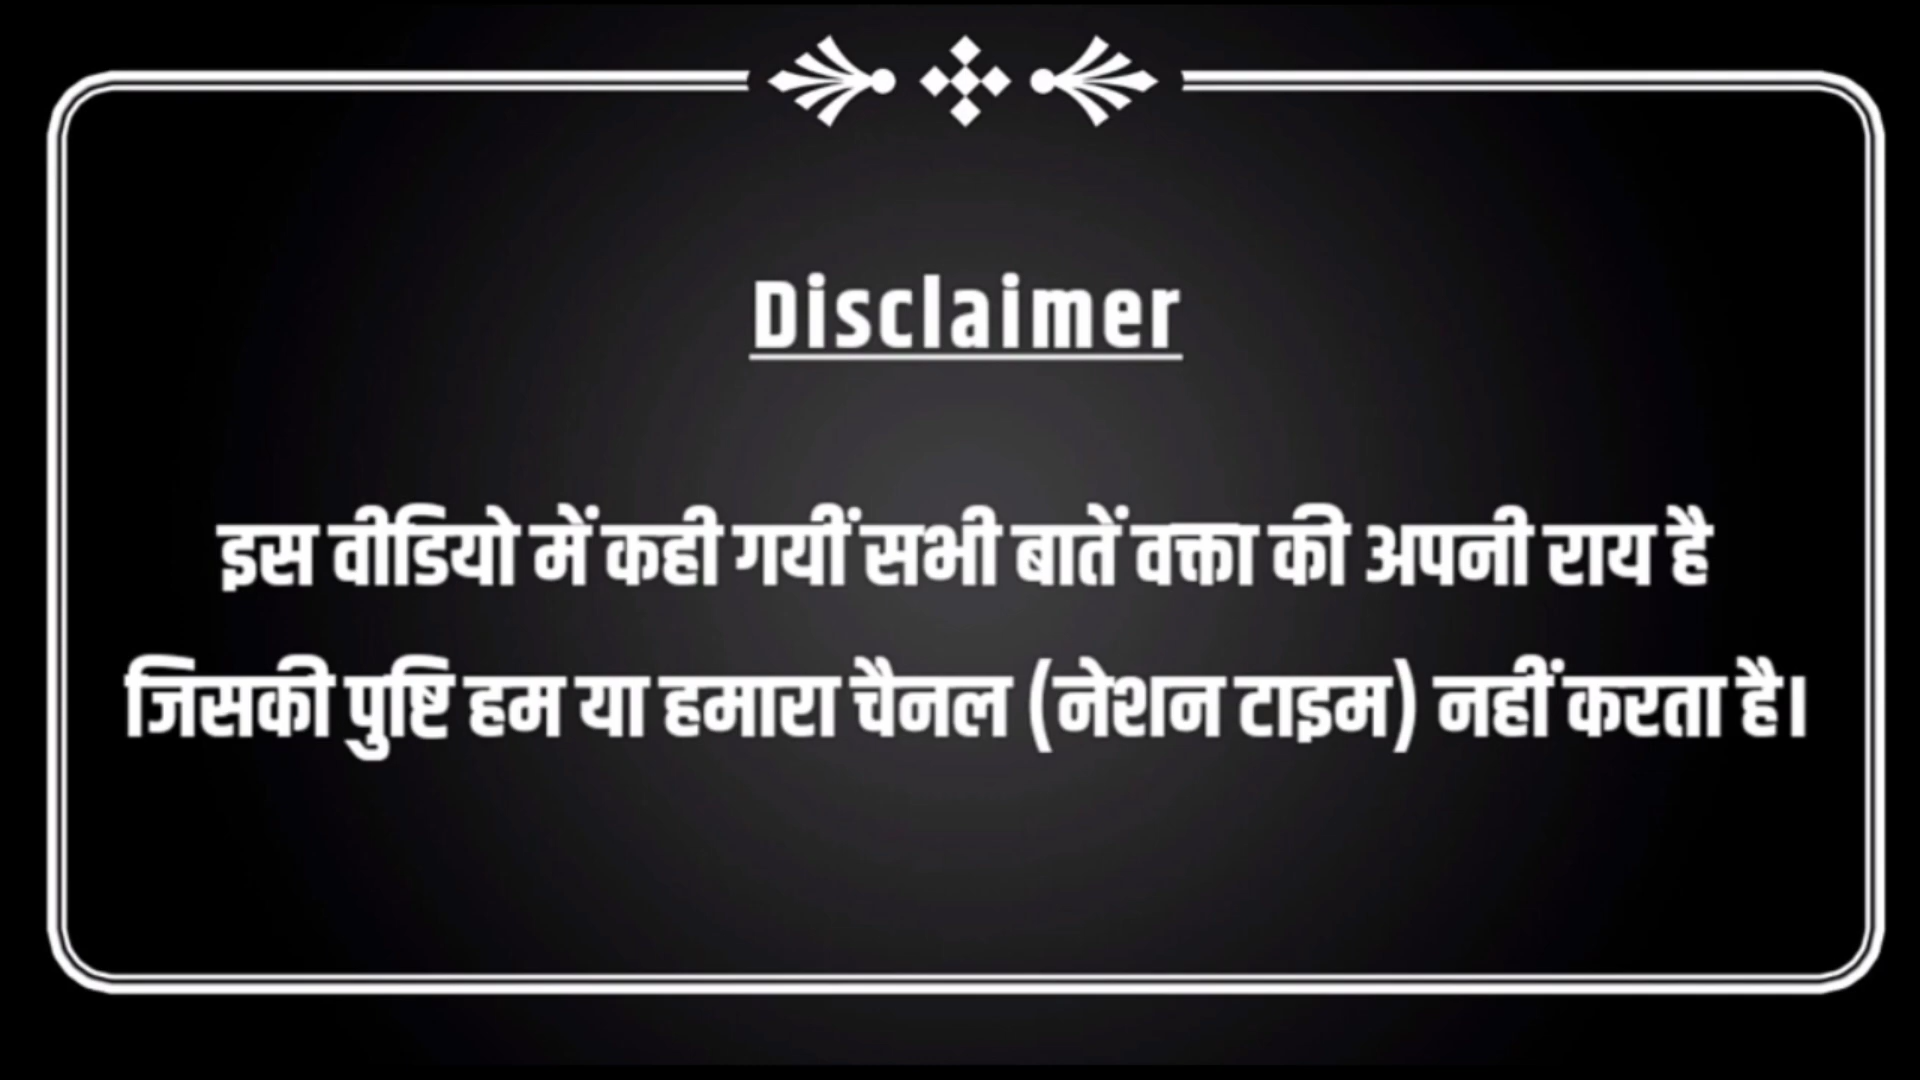 Disclaimer
इस वीडियो में कही गयीं सभी बातें वक्ता की अपनी राय है
जिसकी पुष्टि हम या हमारा चैनल (नेशन टाइम) नहीं करता है।